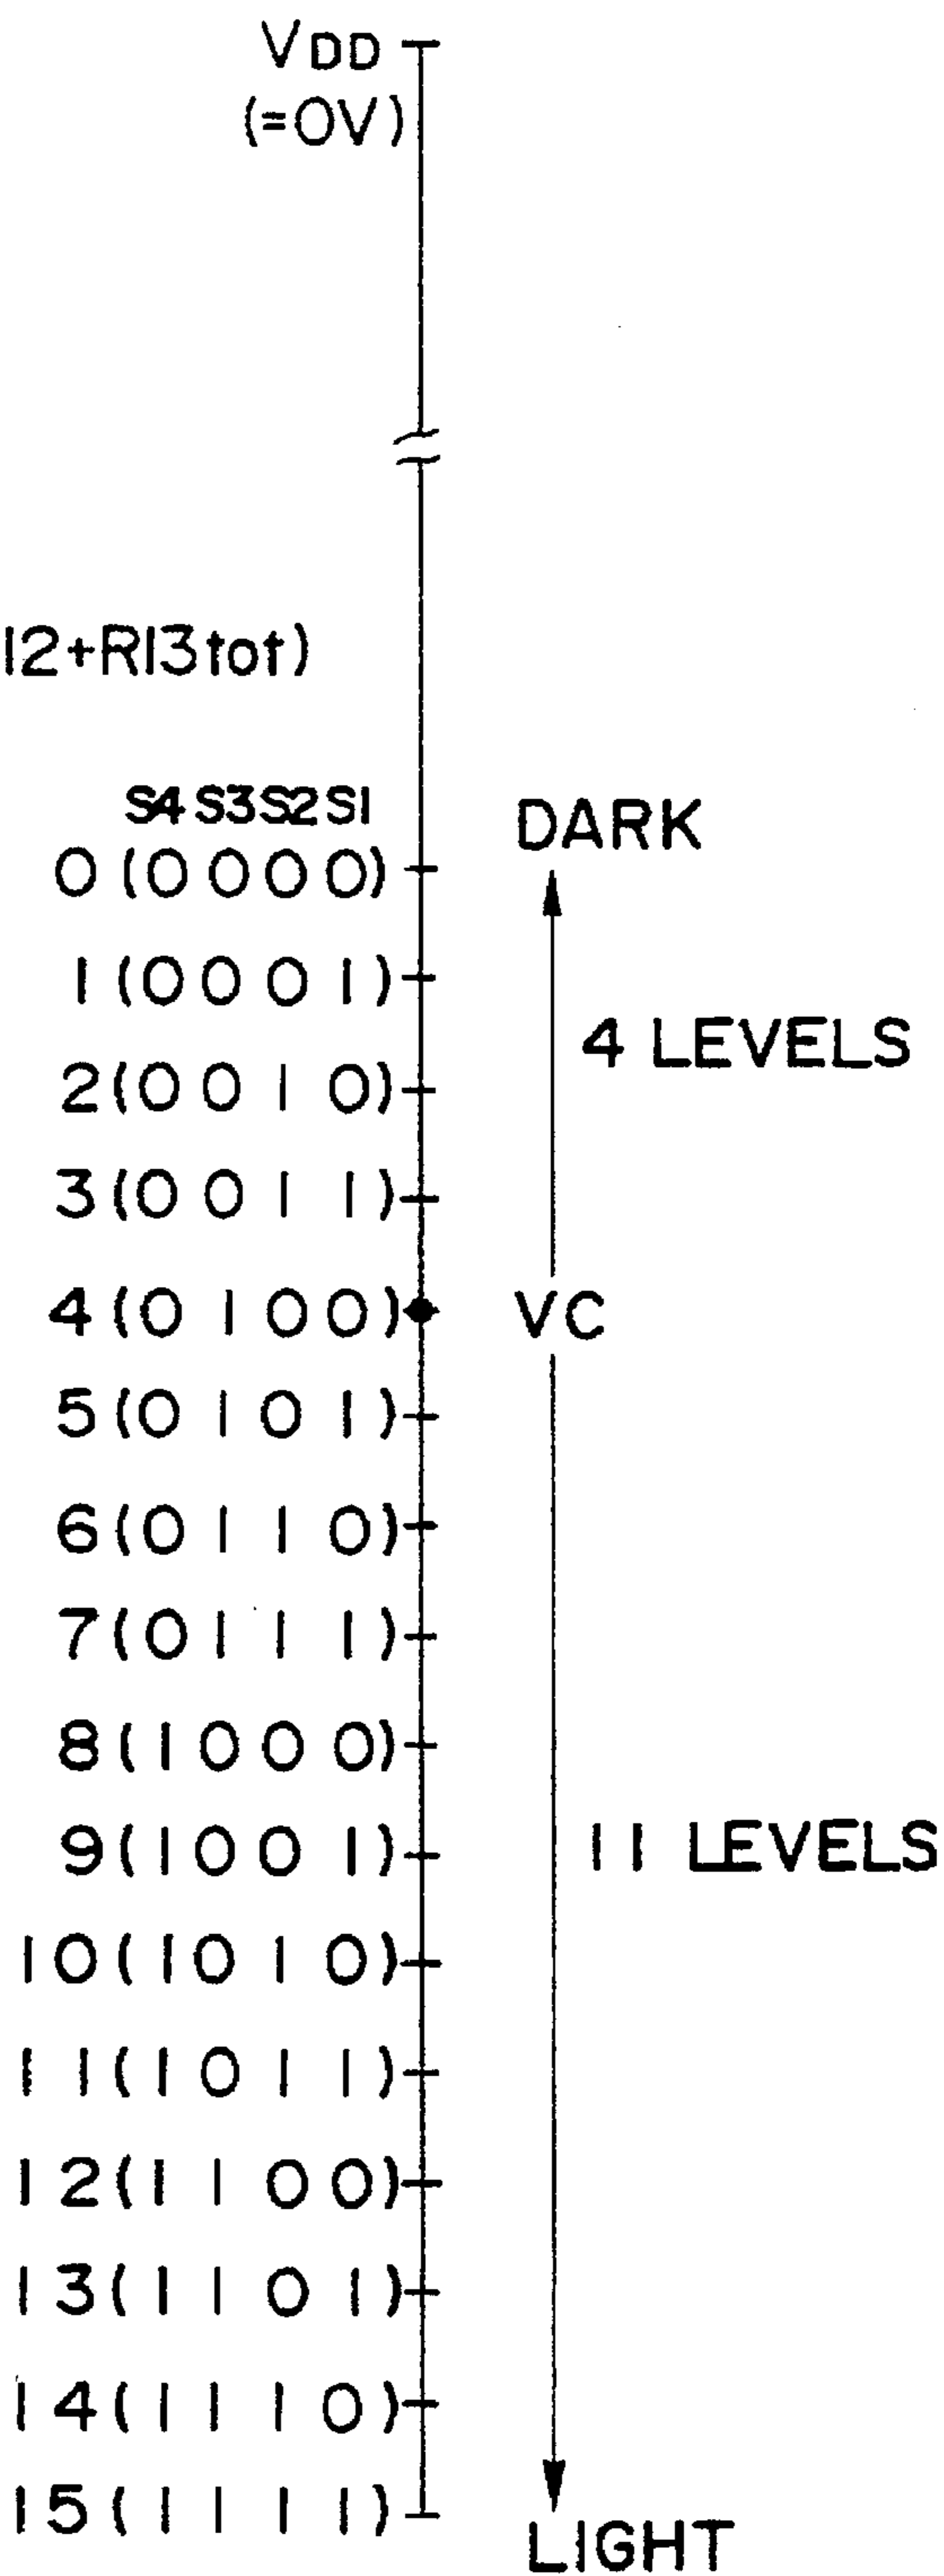 VDD
(=0V)
12+R13tot)
S4 S3 S2 S1
DARK
0 (0 0 0 0)
1 (0 0 0 1)
4 LEVELS
2 (0 0 1 0)
3 (0 0 1 1)
4 (0 1 0 0)
VC
5 (0 1 0 1)
6 (0 1 1 0)
7 (0 1 1 1)
8 (1 0 0 0)
9 (1 0 0 1)
11 LEVELS
10 (1 0 1 0)
11 (1 0 1 1)
12 (1 1 0 0)
13 (1 1 0 1)
14 (1 1 1 0)
15 (1 1 1 1)
LIGHT